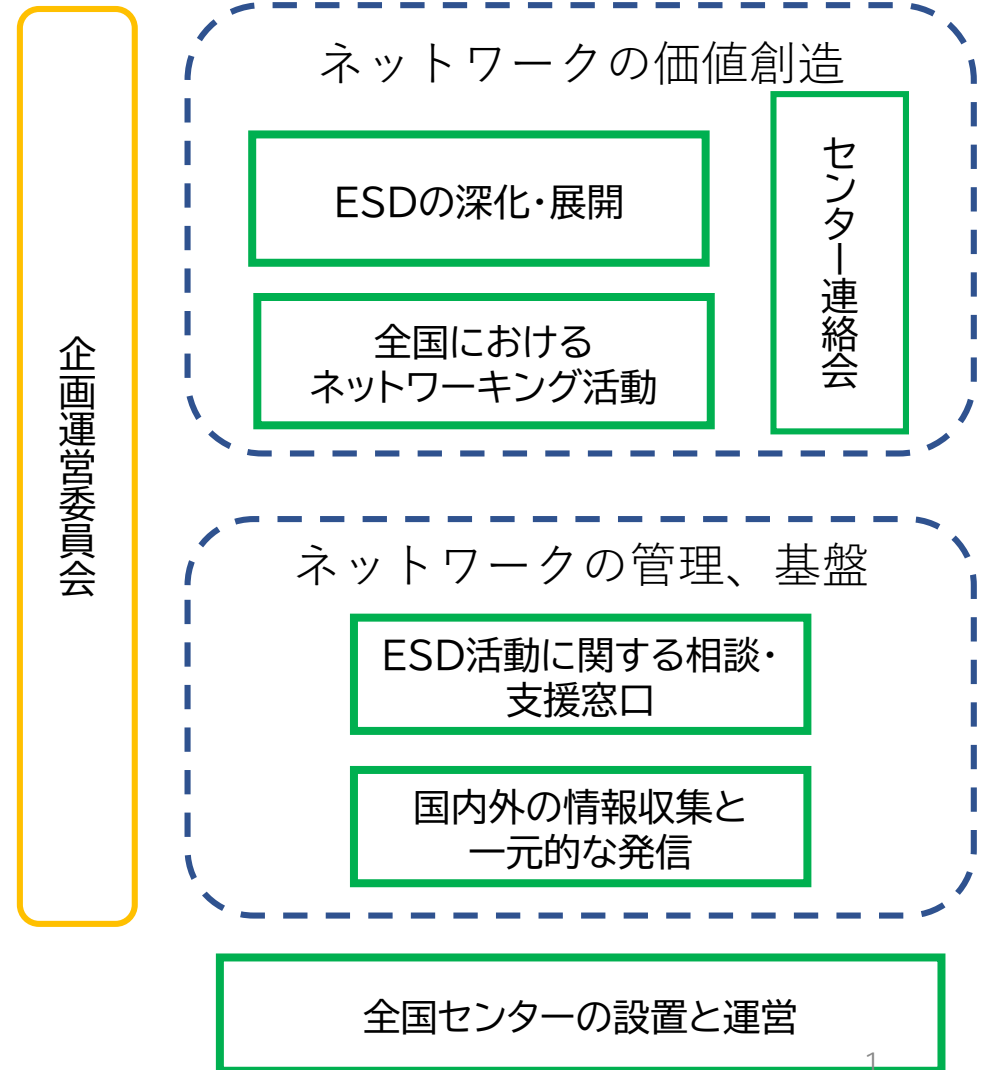 企画運営委員会
ネットワークの価値創造
ESDの深化・展開
全国における
ネットワーキング活動
センター連絡会
ネットワークの管理、基盤
ESD活動に関する相談・
支援窓口
国内外の情報収集と
一元的な発信
全国センターの設置と運営
1